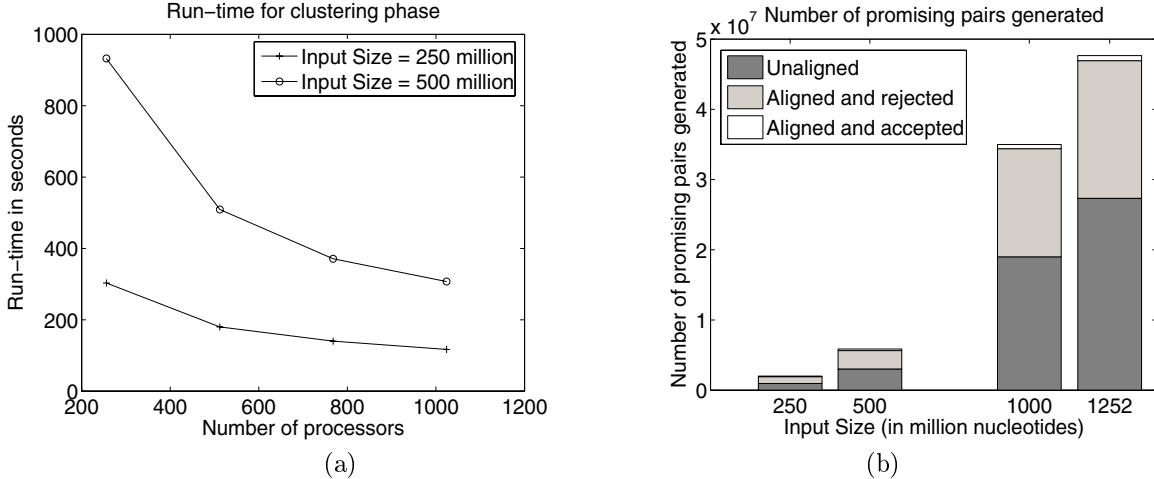 Run-time for clustering phase
1000
800
600
400
200
0
Run-time in seconds
Input Size = 250 million
Input Size = 500 million
200 400 600 800 1000 1200
Number of processors
(a)
Number of promising pairs generated
x 10^7
5
4
3
2
1
0
Number of promising pairs generated
Unaligned
Aligned and rejected
Aligned and accepted
250 500 1000 1252
Input Size (in million nucleotides)
(b)